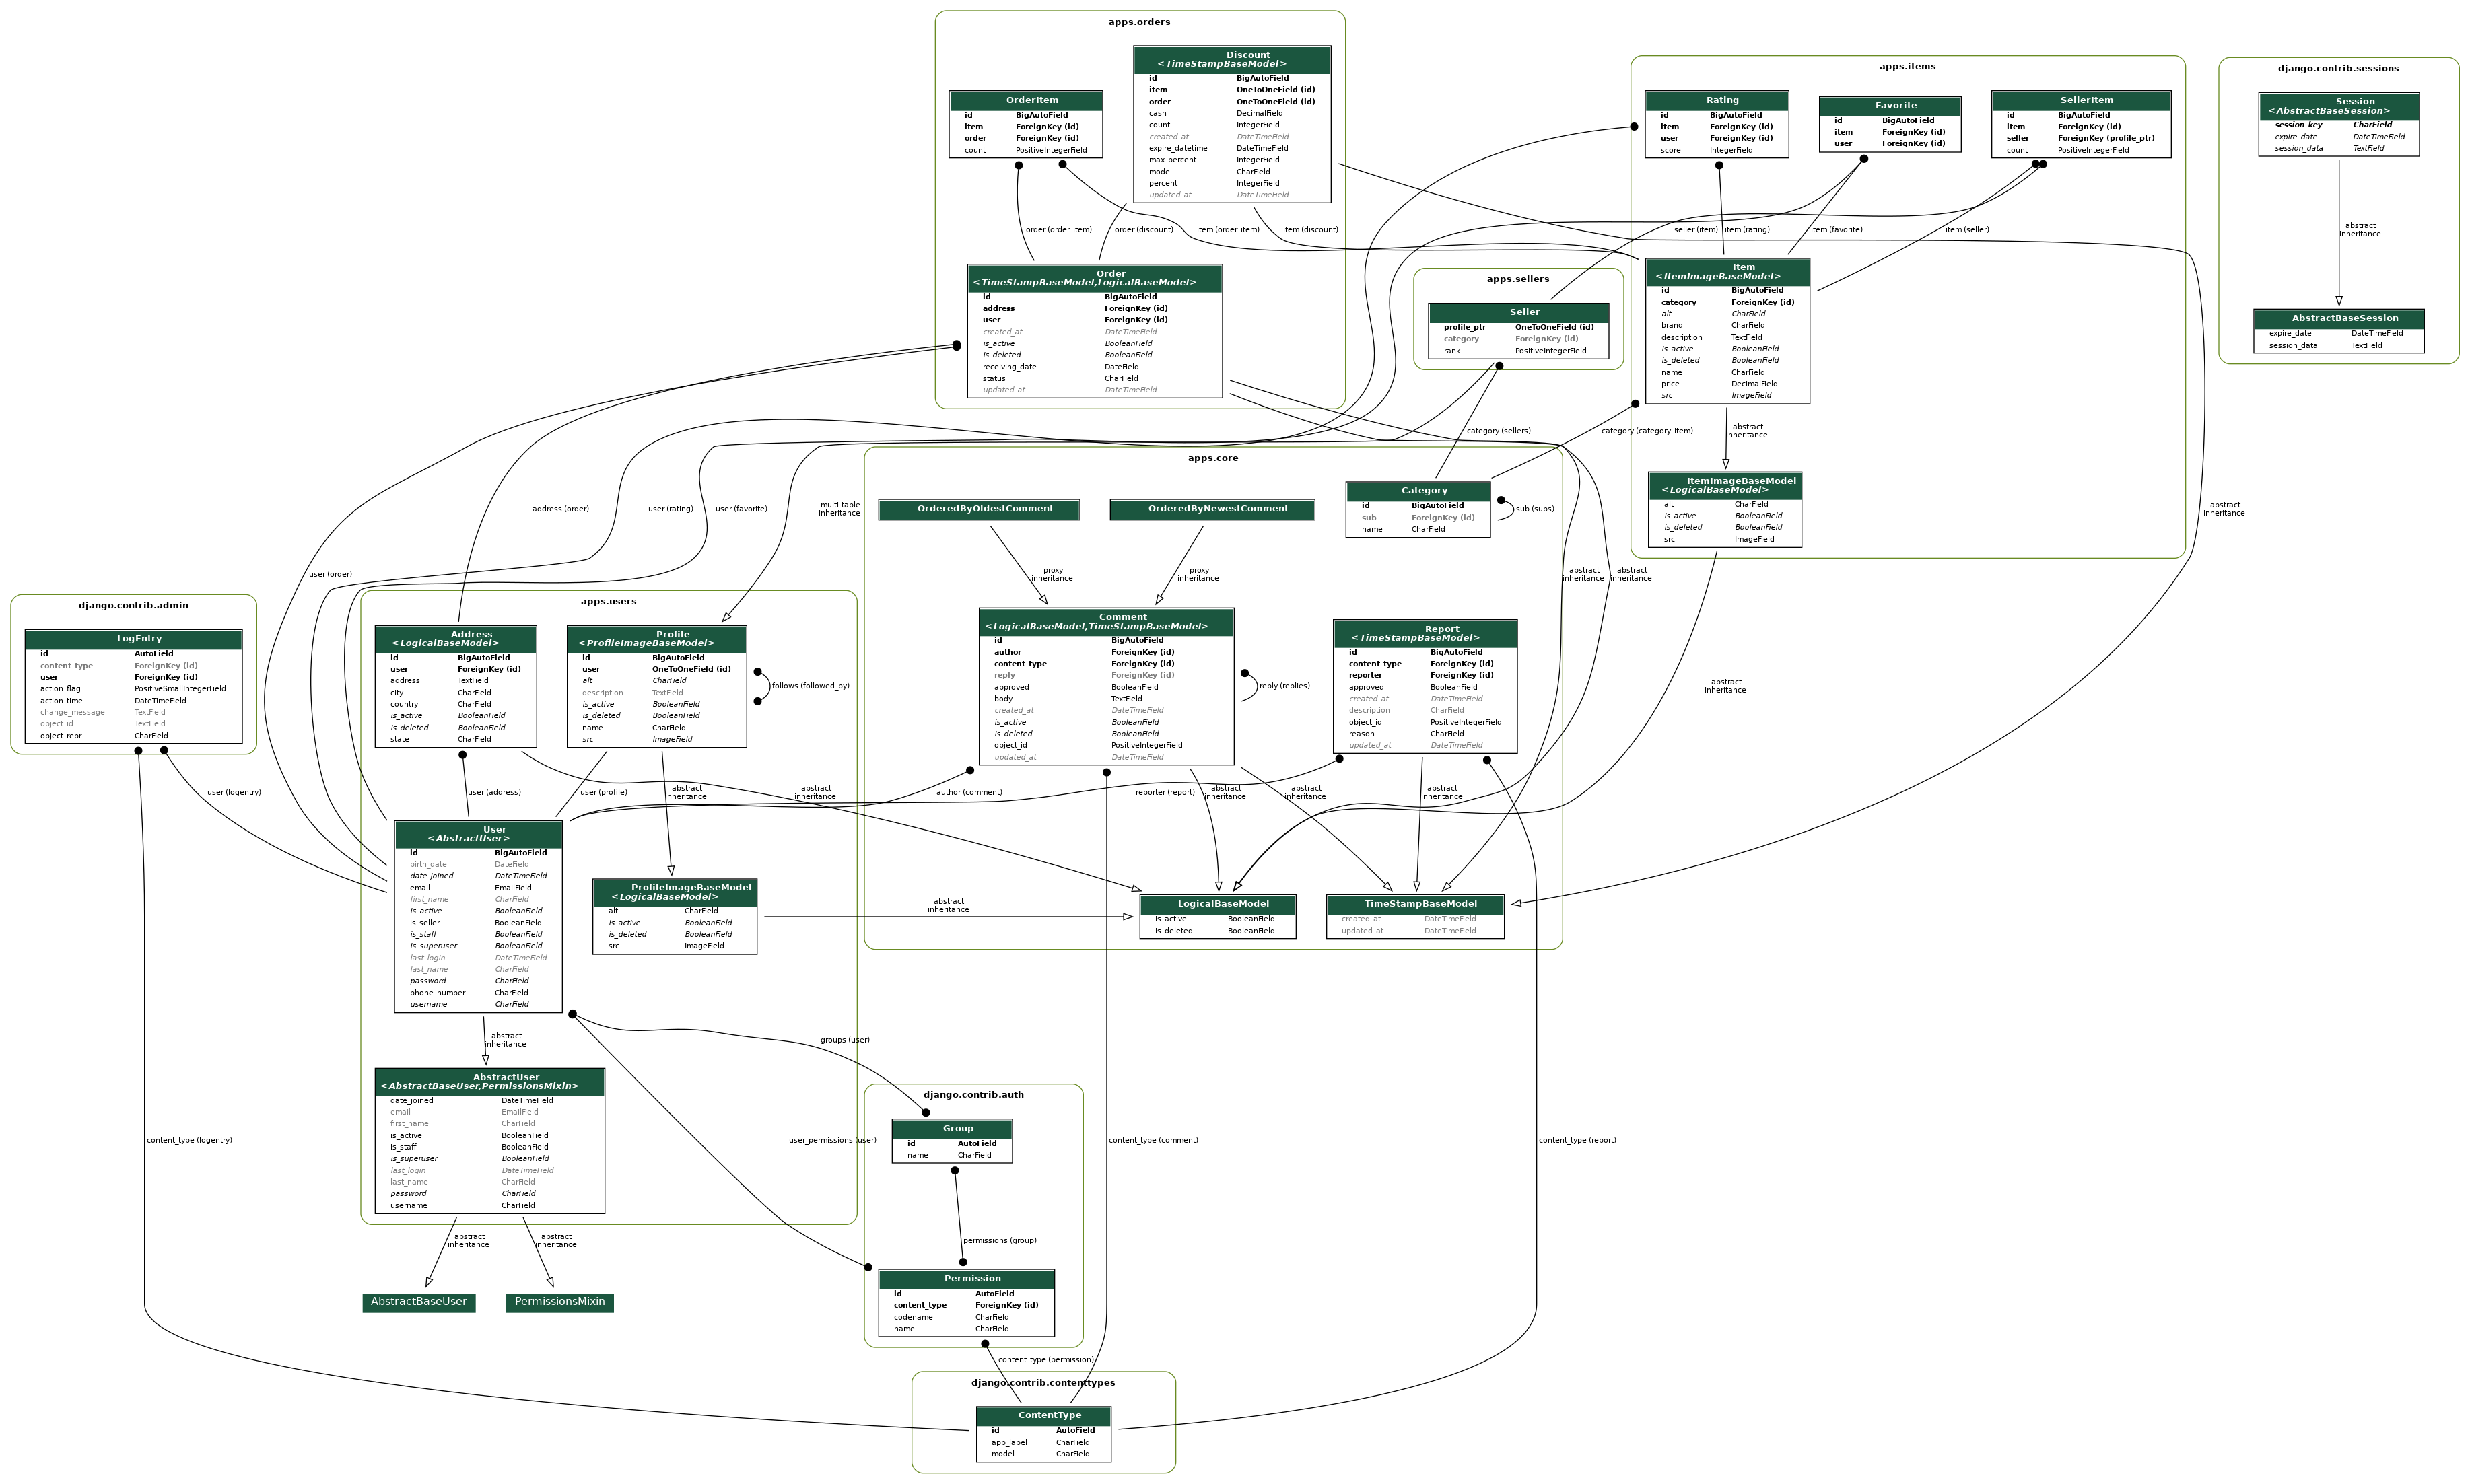 apps.orders
Discount
<TimeStampBaseModel>
id BigAutoField
item OneToOneField (id)
order OneToOneField (id)
cash DecimalField
count IntegerField
created_at DateTimeField
expire_datetime DateTimeField
max_percent IntegerField
mode CharField
percent IntegerField
updated_at DateTimeField
OrderItem
id BigAutoField
item ForeignKey (id)
order ForeignKey (id)
count PositiveIntegerField
order (order_item)
order (discount)
item (order_item)
item (discount)
Order
<TimeStampBaseModel,LogicalBaseModel>
id BigAutoField
address ForeignKey (id)
user ForeignKey (id)
created_at DateTimeField
is_active BooleanField
is_deleted BooleanField
receiving_date DateField
status CharField
updated_at DateTimeField
apps.items
Rating
id BigAutoField
item ForeignKey (id)
user ForeignKey (id)
score IntegerField
Favorite
id BigAutoField
item ForeignKey (id)
user ForeignKey (id)
SellerItem
id BigAutoField
item ForeignKey (id)
seller ForeignKey (profile_ptr)
count PositiveIntegerField
seller (item)
item (rating)
item (favorite)
item (seller)
Item
<ItemImageBaseModel>
id BigAutoField
category ForeignKey (id)
alt CharField
brand CharField
description TextField
is_active BooleanField
is_deleted BooleanField
name CharField
price DecimalField
src ImageField
abstract
inheritance
ItemImageBaseModel
<LogicalBaseModel>
alt CharField
is_active BooleanField
is_deleted BooleanField
src ImageField
django.contrib.sessions
Session
<AbstractBaseSession>
session_key CharField
expire_date DateTimeField
session_data TextField
abstract
inheritance
AbstractBaseSession
expire_date DateTimeField
session_data TextField
apps.sellers
Seller
profile_ptr OneToOneField (id)
category ForeignKey (id)
rank PositiveIntegerField
category (sellers)
category (category_item)
address (order)
user (rating)
user (favorite)
multi-table
inheritance
user (order)
abstract
inheritance
apps.core
OrderedByOldestComment
OrderedByNewestComment
Category
id BigAutoField
sub ForeignKey (id)
name CharField
sub (subs)
proxy
inheritance
proxy
inheritance
abstract
inheritance
abstract
inheritance
Comment
<LogicalBaseModel,TimeStampBaseModel>
id BigAutoField
author ForeignKey (id)
content_type ForeignKey (id)
reply ForeignKey (id)
approved BooleanField
body TextField
created_at DateTimeField
is_active BooleanField
is_deleted BooleanField
object_id PositiveIntegerField
updated_at DateTimeField
reply (replies)
Report
<TimeStampBaseModel>
id BigAutoField
content_type ForeignKey (id)
reporter ForeignKey (id)
approved BooleanField
created_at DateTimeField
description CharField
object_id PositiveIntegerField
reason CharField
updated_at DateTimeField
abstract
inheritance
author (comment)
reporter (report)
abstract
inheritance
abstract
inheritance
abstract
inheritance
LogicalBaseModel
is_active BooleanField
is_deleted BooleanField
TimeStampBaseModel
created_at DateTimeField
updated_at DateTimeField
django.contrib.admin
LogEntry
id AutoField
content_type ForeignKey (id)
user ForeignKey (id)
action_flag PositiveSmallIntegerField
action_time DateTimeField
change_message TextField
object_id TextField
object_repr CharField
user (logentry)
apps.users
Address
<LogicalBaseModel>
id BigAutoField
user ForeignKey (id)
address TextField
city CharField
country CharField
is_active BooleanField
is_deleted BooleanField
state CharField
Profile
<ProfileImageBaseModel>
id BigAutoField
user OneToOneField (id)
alt CharField
description TextField
is_active BooleanField
is_deleted BooleanField
name CharField
src ImageField
follows (followed_by)
user (address)
user (profile)
abstract
inheritance
abstract
inheritance
User
<AbstractUser>
id BigAutoField
birth_date DateField
date_joined DateTimeField
email EmailField
first_name CharField
is_active BooleanField
is_seller BooleanField
is_staff BooleanField
is_superuser BooleanField
last_login DateTimeField
last_name CharField
password CharField
phone_number CharField
username CharField
ProfileImageBaseModel
<LogicalBaseModel>
alt CharField
is_active BooleanField
is_deleted BooleanField
src ImageField
abstract
inheritance
abstract
inheritance
groups (user)
AbstractUser
<AbstractBaseUser,PermissionsMixin>
date_joined DateTimeField
email EmailField
first_name CharField
is_active BooleanField
is_staff BooleanField
is_superuser BooleanField
last_login DateTimeField
last_name CharField
password CharField
username CharField
content_type (logentry)
user_permissions (user)
content_type (comment)
content_type (report)
django.contrib.auth
Group
id AutoField
name CharField
permissions (group)
abstract
inheritance
abstract
inheritance
AbstractBaseUser
PermissionsMixin
Permission
id AutoField
content_type ForeignKey (id)
codename CharField
name CharField
content_type (permission)
django.contrib.contenttypes
ContentType
id AutoField
app_label CharField
model CharField